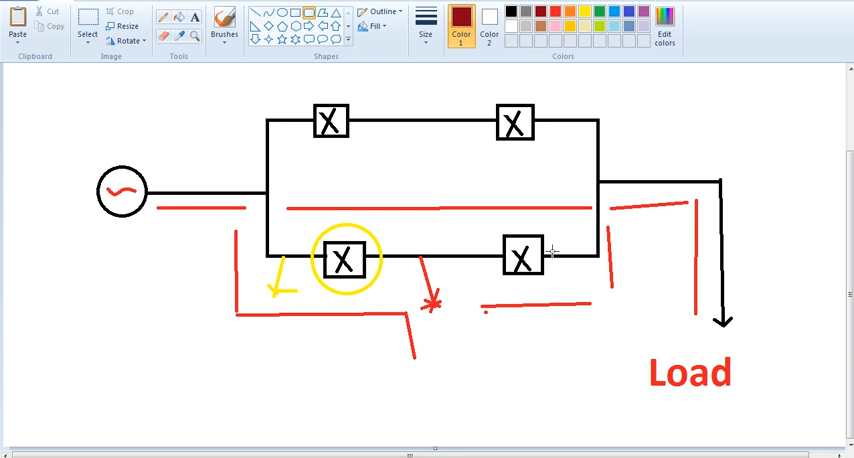 Paste
Cut
Copy
Clipboard
Select
Crop
Resize
Rotate
Image
A
Tools
Brushes
Shapes
Outline
Fill
Size
Color
1
Color
2
Edit
colors
Colors
X
X
X
X
Load